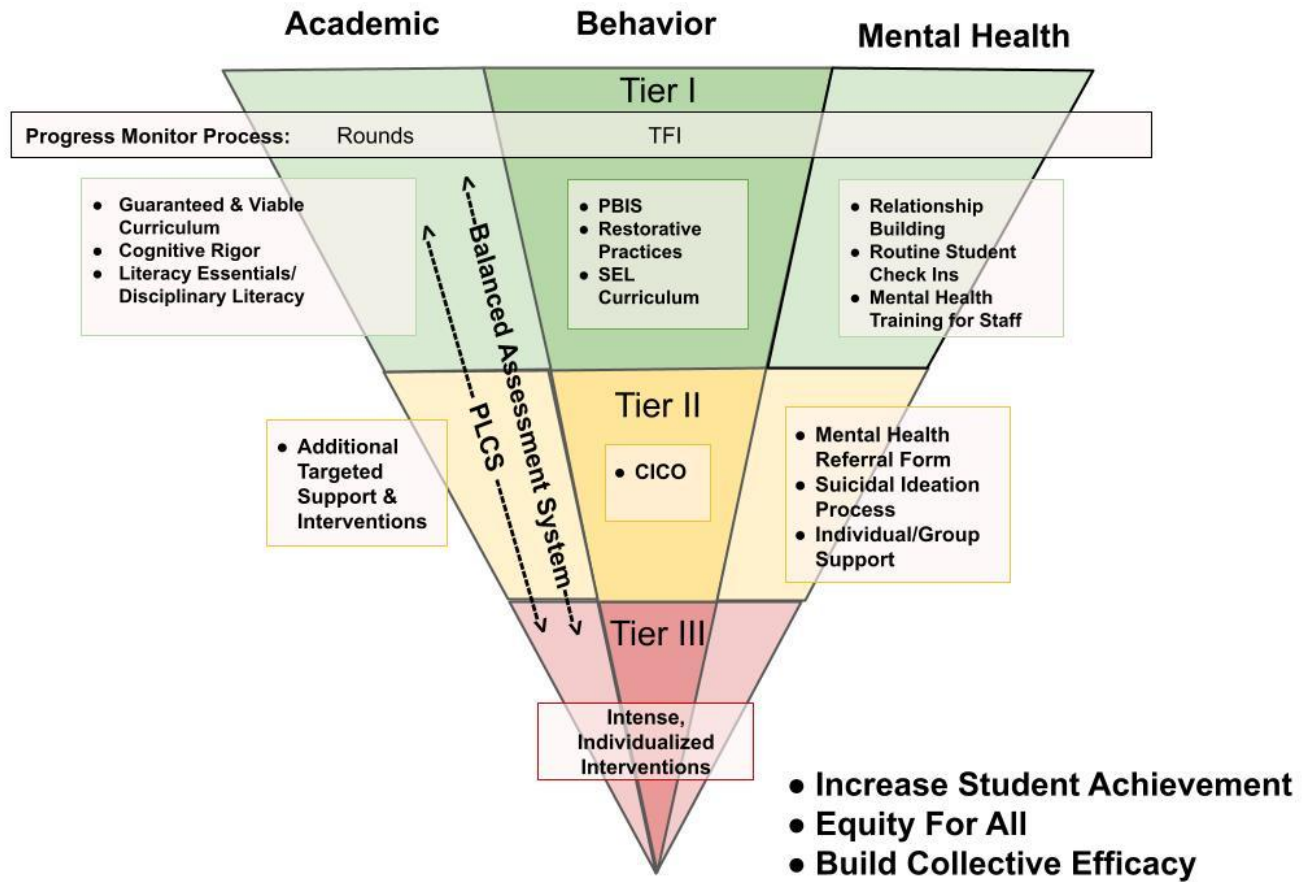 Academic
Behavior
Mental Health
Tier I
Progress Monitor Process: Rounds TFI
● Guaranteed & Viable
Curriculum
● Cognitive Rigor
● Literacy Essentials/
Disciplinary Literacy
Balanced Assessment System
PLCS
● PBIS
● Restorative
Practices
● SEL
Curriculum
● Relationship
Building
● Routine Student
Check Ins
● Mental Health
Training for Staff
Tier II
● Additional
Targeted
Support &
Interventions
● CICO
● Mental Health
Referral Form
● Suicidal Ideation
Process
● Individual/Group
Support
Tier III
Intense,
Individualized
Interventions
● Increase Student Achievement
● Equity For All
● Build Collective Efficacy